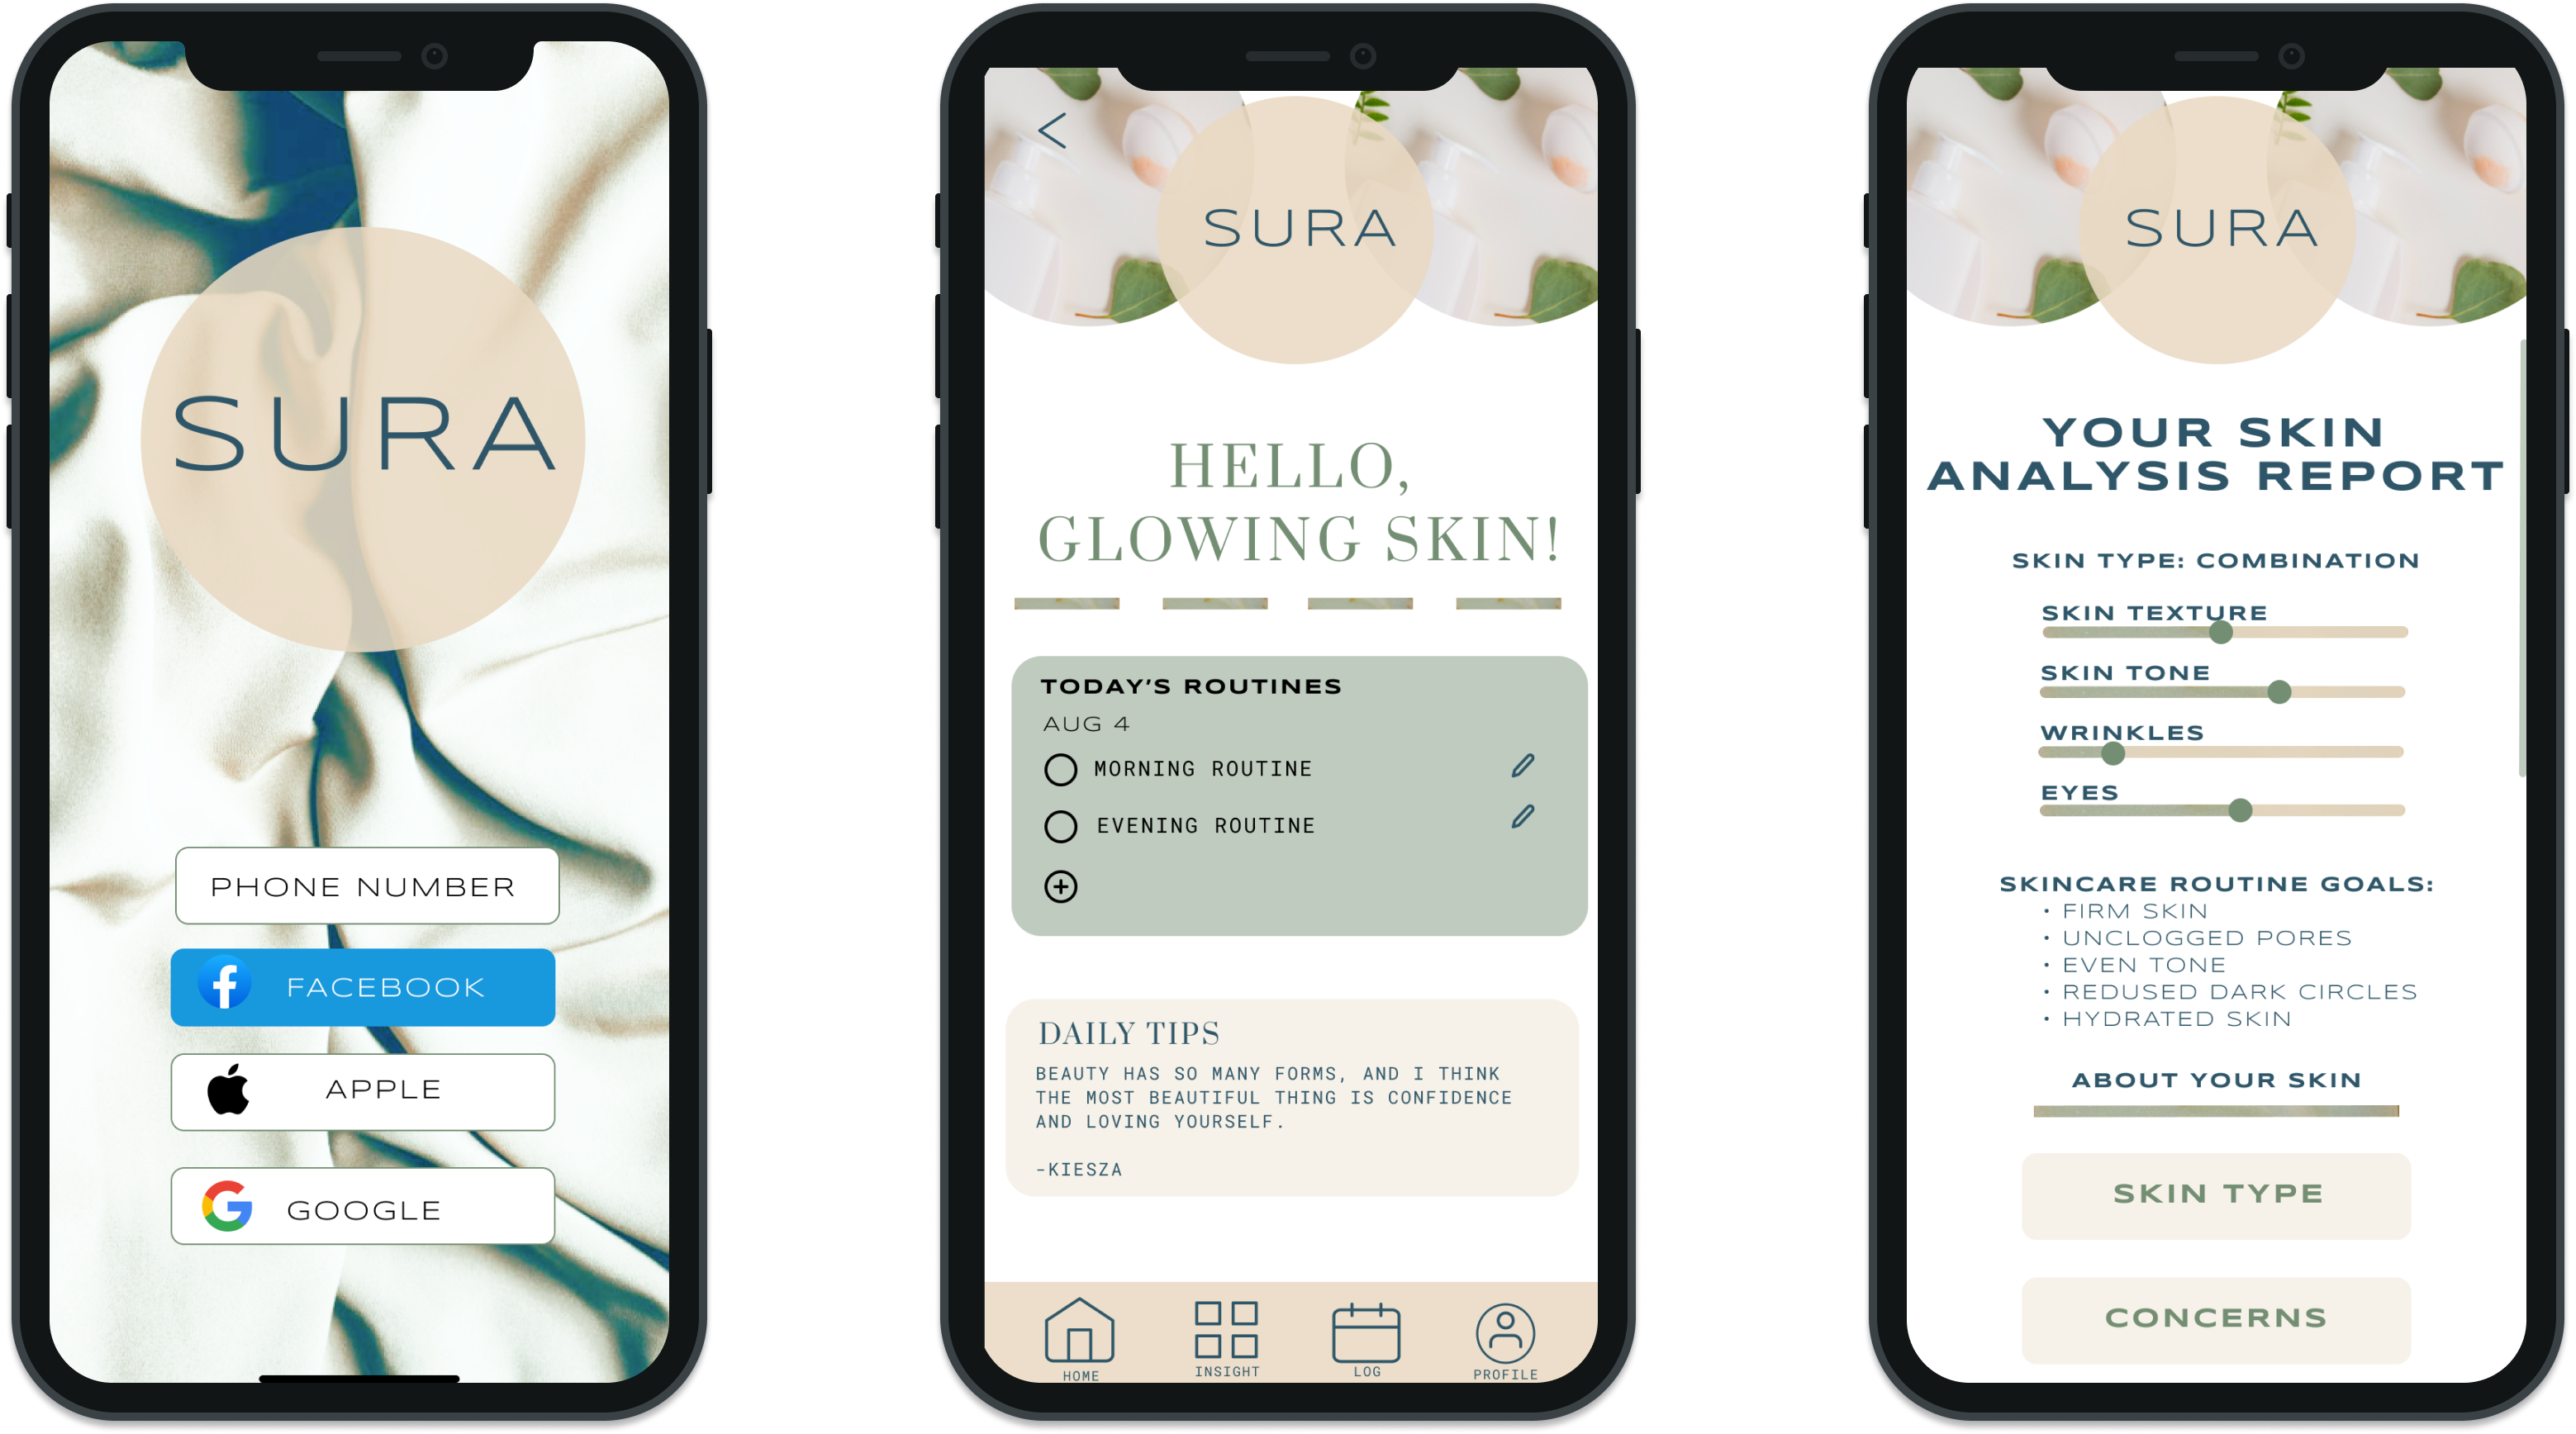 SURA
PHONE NUMBER
FACEBOOK
APPLE
GOOGLE
SURA
HELLO,
GLOWING SKIN!
TODAY'S ROUTINES
AUG 4
MORNING ROUTINE
EVENING ROUTINE
DAILY TIPS
BEAUTY HAS SO MANY FORMS, AND I THINK
THE MOST BEAUTIFUL THING IS CONFIDENCE
AND LOVING YOURSELF.
-KIESZA
HOME
INSIGHT
LOG
PROFILE
SURA
YOUR SKIN
ANALYSIS REPORT
SKIN TYPE: COMBINATION
SKIN TEXTURE
SKIN TONE
WRINKLES
EYES
SKINCARE ROUTINE GOALS:
• FIRM SKIN
• UNCLOGGED PORES
• EVEN TONE
• REDUSED DARK CIRCLES
• HYDRATED SKIN
ABOUT YOUR SKIN
SKIN TYPE
CONCERNS